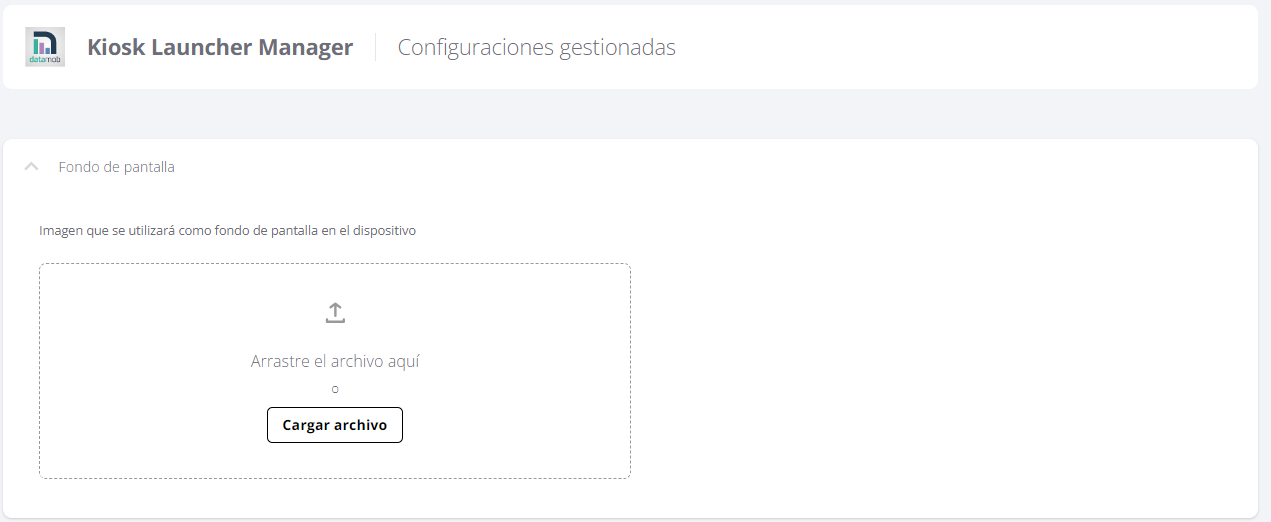 datamob
Kiosk Launcher Manager
Configuraciones gestionadas
Fondo de pantalla
Imagen que se utilizará como fondo de pantalla en el dispositivo
Arrastre el archivo aquí
o
Cargar archivo